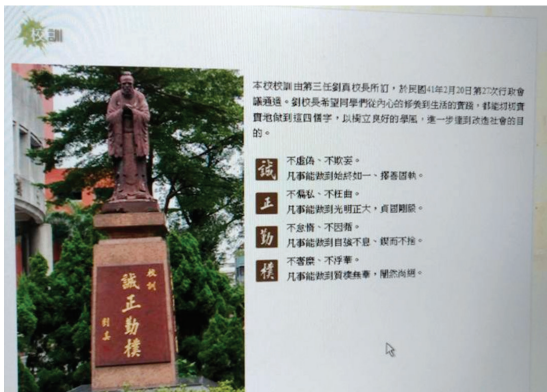 校訓
本校校訓由第三任劉真校長所訂，於民國41年2月20日第27次行政會
議通過。劉校長希望同學們從內心的修養到生活的實踐，都能切切實
實地做到這四個字，以樹立良好的學風，進一步達到改造社會的目
的。
誠
不虛偽、不欺妄。
凡事能做到始終如一、擇善固執。
正
不偏私、不枉曲。
凡事能做到光明正大，貞固剛毅。
勤
不怠惰、不因循。
凡事能做到自強不息、鍥而不捨。
樸
不奢靡、不浮華。
凡事能做到質樸無華，闇然尚絅。
校訓
誠正勤樸
劉真